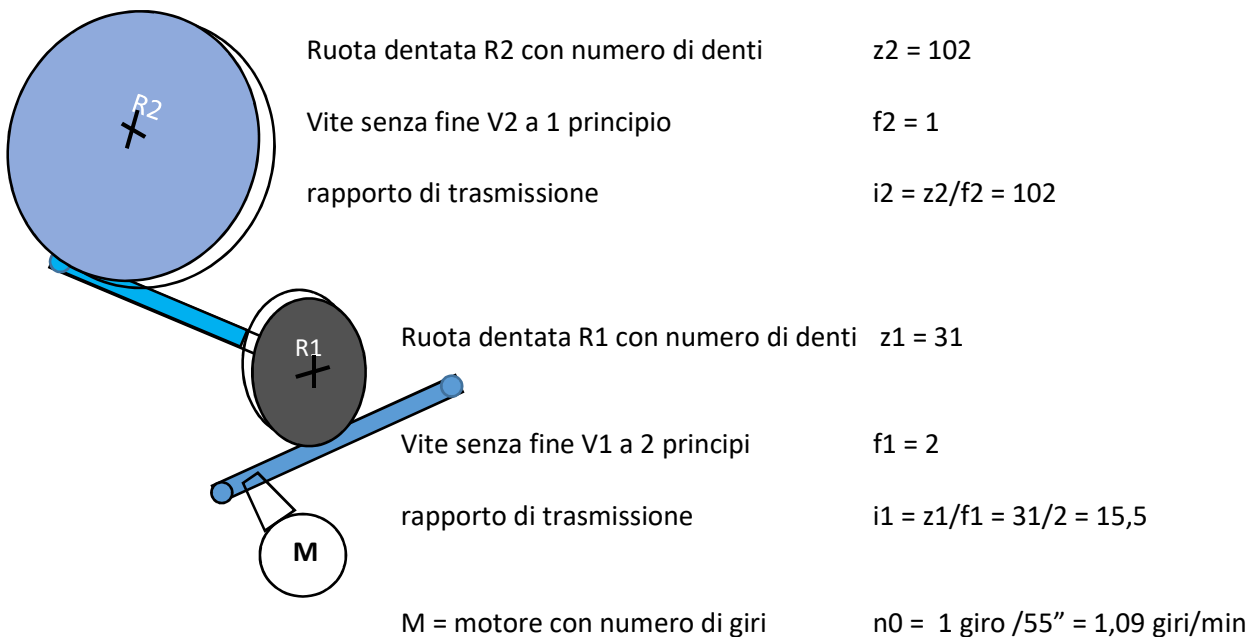 Ruota dentata R2 con numero di denti z2 = 102
R2
Vite senza fine V2 a 1 principio f2 = 1
rapporto di trasmissione i2 = z2/f2 = 102
Ruota dentata R1 con numero di denti z1 = 31
R1
Vite senza fine V1 a 2 principi f1 = 2
rapporto di trasmissione i1 = z1/f1 = 31/2 = 15,5
M
M = motore con numero di giri n0 = 1 giro /55” = 1,09 giri/min